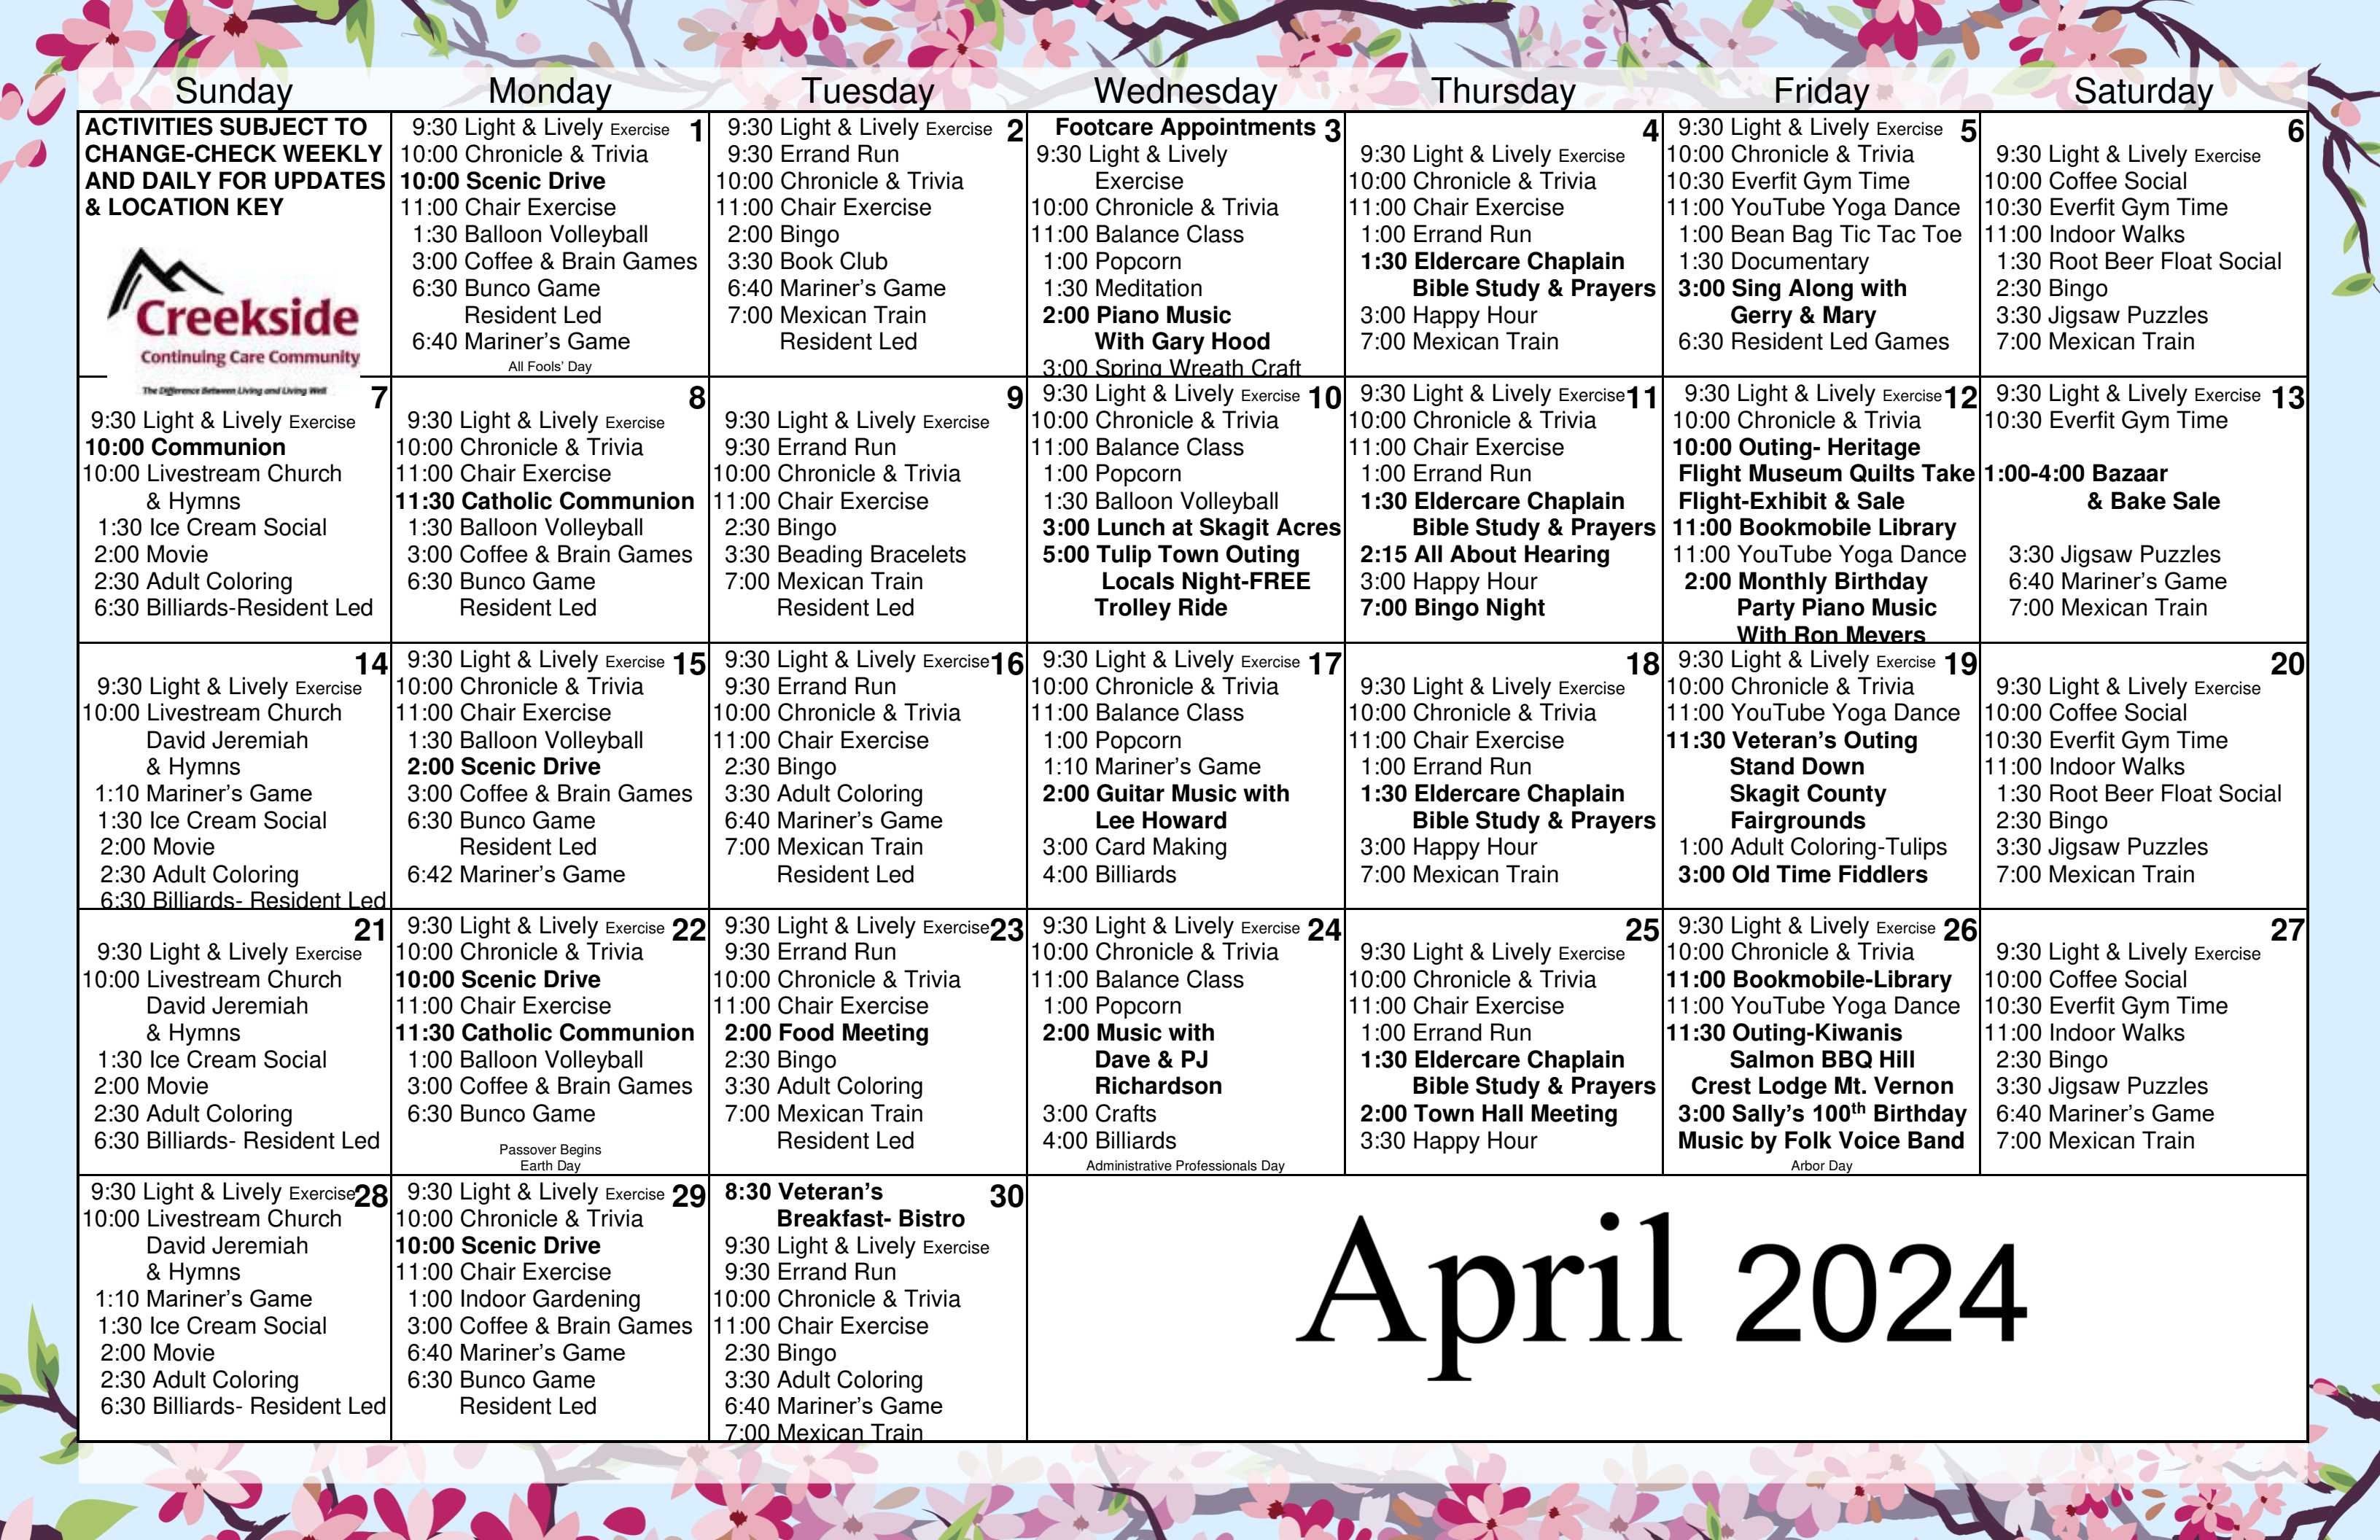 Sunday Monday Tuesday Wednesday Thursday Friday Saturday
ACTIVITIES SUBJECT TO
CHANGE-CHECK WEEKLY
AND DAILY FOR UPDATES
& LOCATION KEY
Creekside
Continuing Care Community
The Difference Between Living and Living Well
1
9:30 Light & Lively Exercise
10:00 Chronicle & Trivia
10:00 Scenic Drive
11:00 Chair Exercise
1:30 Balloon Volleyball
3:00 Coffee & Brain Games
6:30 Bunco Game
Resident Led
6:40 Mariner's Game
All Fools' Day
2
9:30 Light & Lively Exercise
9:30 Errand Run
10:00 Chronicle & Trivia
11:00 Chair Exercise
2:00 Bingo
3:30 Book Club
6:40 Mariner's Game
7:00 Mexican Train
Resident Led
Footcare Appointments 3
9:30 Light & Lively
Exercise
10:00 Chronicle & Trivia
11:00 Balance Class
1:00 Popcorn
1:30 Meditation
2:00 Piano Music
With Gary Hood
3:00 Spring Wreath Craft
4
9:30 Light & Lively Exercise
10:00 Chronicle & Trivia
11:00 Chair Exercise
1:00 Errand Run
1:30 Eldercare Chaplain
Bible Study & Prayers
3:00 Happy Hour
7:00 Mexican Train
5
9:30 Light & Lively Exercise
10:00 Chronicle & Trivia
10:30 Everfit Gym Time
11:00 YouTube Yoga Dance
1:00 Bean Bag Tic Tac Toe
1:30 Documentary
3:00 Sing Along with
Gerry & Mary
6:30 Resident Led Games
6
9:30 Light & Lively Exercise
10:00 Coffee Social
10:30 Everfit Gym Time
11:00 Indoor Walks
1:30 Root Beer Float Social
2:30 Bingo
3:30 Jigsaw Puzzles
7:00 Mexican Train
7
9:30 Light & Lively Exercise
10:00 Communion
10:00 Livestream Church
& Hymns
1:30 Ice Cream Social
2:00 Movie
2:30 Adult Coloring
6:30 Billiards-Resident Led
8
9:30 Light & Lively Exercise
10:00 Chronicle & Trivia
11:00 Chair Exercise
11:30 Catholic Communion
1:30 Balloon Volleyball
3:00 Coffee & Brain Games
6:30 Bunco Game
Resident Led
9
9:30 Light & Lively Exercise
9:30 Errand Run
10:00 Chronicle & Trivia
11:00 Chair Exercise
2:30 Bingo
3:30 Beading Bracelets
7:00 Mexican Train
Resident Led
10
9:30 Light & Lively Exercise
10:00 Chronicle & Trivia
11:00 Balance Class
1:00 Popcorn
1:30 Balloon Volleyball
3:00 Lunch at Skagit Acres
5:00 Tulip Town Outing
Locals Night-FREE
Trolley Ride
11
9:30 Light & Lively Exercise
10:00 Chronicle & Trivia
11:00 Chair Exercise
1:00 Errand Run
1:30 Eldercare Chaplain
Bible Study & Prayers
2:15 All About Hearing
3:00 Happy Hour
7:00 Bingo Night
12
9:30 Light & Lively Exercise
10:00 Chronicle & Trivia
10:00 Outing- Heritage
Flight Museum Quilts Take
Flight-Exhibit & Sale
11:00 Bookmobile Library
11:00 YouTube Yoga Dance
2:00 Monthly Birthday
Party Piano Music
With Ron Meyers
13
9:30 Light & Lively Exercise
10:30 Everfit Gym Time
1:00-4:00 Bazaar
& Bake Sale
3:30 Jigsaw Puzzles
6:40 Mariner's Game
7:00 Mexican Train
14
9:30 Light & Lively Exercise
10:00 Livestream Church
David Jeremiah
& Hymns
1:10 Mariner's Game
1:30 Ice Cream Social
2:00 Movie
2:30 Adult Coloring
6:30 Billiards- Resident Led
15
9:30 Light & Lively Exercise
10:00 Chronicle & Trivia
11:00 Chair Exercise
1:30 Balloon Volleyball
2:00 Scenic Drive
3:00 Coffee & Brain Games
6:30 Bunco Game
Resident Led
6:42 Mariner's Game
16
9:30 Light & Lively Exercise
9:30 Errand Run
10:00 Chronicle & Trivia
11:00 Chair Exercise
2:30 Bingo
3:30 Adult Coloring
6:40 Mariner's Game
7:00 Mexican Train
Resident Led
17
9:30 Light & Lively Exercise
10:00 Chronicle & Trivia
11:00 Balance Class
1:00 Popcorn
1:10 Mariner's Game
2:00 Guitar Music with
Lee Howard
3:00 Card Making
4:00 Billiards
18
9:30 Light & Lively Exercise
10:00 Chronicle & Trivia
11:00 Chair Exercise
1:00 Errand Run
1:30 Eldercare Chaplain
Bible Study & Prayers
3:00 Happy Hour
7:00 Mexican Train
19
9:30 Light & Lively Exercise
10:00 Chronicle & Trivia
11:00 YouTube Yoga Dance
11:30 Veteran's Outing
Stand Down
Skagit County
Fairgrounds
1:00 Adult Coloring-Tulips
3:00 Old Time Fiddlers
20
9:30 Light & Lively Exercise
10:00 Coffee Social
10:30 Everfit Gym Time
11:00 Indoor Walks
1:30 Root Beer Float Social
2:30 Bingo
3:30 Jigsaw Puzzles
7:00 Mexican Train
21
9:30 Light & Lively Exercise
10:00 Livestream Church
David Jeremiah
& Hymns
1:30 Ice Cream Social
2:00 Movie
2:30 Adult Coloring
6:30 Billiards- Resident Led
22
9:30 Light & Lively Exercise
10:00 Chronicle & Trivia
10:00 Scenic Drive
11:00 Chair Exercise
11:30 Catholic Communion
1:00 Balloon Volleyball
3:00 Coffee & Brain Games
6:30 Bunco Game
Passover Begins
Earth Day
23
9:30 Light & Lively Exercise
9:30 Errand Run
10:00 Chronicle & Trivia
11:00 Chair Exercise
2:00 Food Meeting
2:30 Bingo
3:30 Adult Coloring
7:00 Mexican Train
Resident Led
24
9:30 Light & Lively Exercise
10:00 Chronicle & Trivia
11:00 Balance Class
1:00 Popcorn
2:00 Music with
Dave & PJ
Richardson
3:00 Crafts
4:00 Billiards
Administrative Professionals Day
25
9:30 Light & Lively Exercise
10:00 Chronicle & Trivia
11:00 Chair Exercise
1:00 Errand Run
1:30 Eldercare Chaplain
Bible Study & Prayers
2:00 Town Hall Meeting
3:30 Happy Hour
26
9:30 Light & Lively Exercise
10:00 Chronicle & Trivia
11:00 Bookmobile-Library
11:00 YouTube Yoga Dance
11:30 Outing-Kiwanis
Salmon BBQ Hill
Crest Lodge Mt. Vernon
3:00 Sally's 100th Birthday
Music by Folk Voice Band
Arbor Day
27
9:30 Light & Lively Exercise
10:00 Coffee Social
10:30 Everfit Gym Time
11:00 Indoor Walks
2:30 Bingo
3:30 Jigsaw Puzzles
6:40 Mariner's Game
7:00 Mexican Train
28
9:30 Light & Lively Exercise
10:00 Livestream Church
David Jeremiah
& Hymns
1:10 Mariner's Game
1:30 Ice Cream Social
2:00 Movie
2:30 Adult Coloring
6:30 Billiards- Resident Led
29
9:30 Light & Lively Exercise
10:00 Chronicle & Trivia
10:00 Scenic Drive
11:00 Chair Exercise
1:00 Indoor Gardening
3:00 Coffee & Brain Games
6:40 Mariner's Game
6:30 Bunco Game
Resident Led
30
8:30 Veteran's
Breakfast- Bistro
9:30 Light & Lively Exercise
9:30 Errand Run
10:00 Chronicle & Trivia
11:00 Chair Exercise
2:30 Bingo
3:30 Adult Coloring
6:40 Mariner's Game
7:00 Mexican Train
April 2024